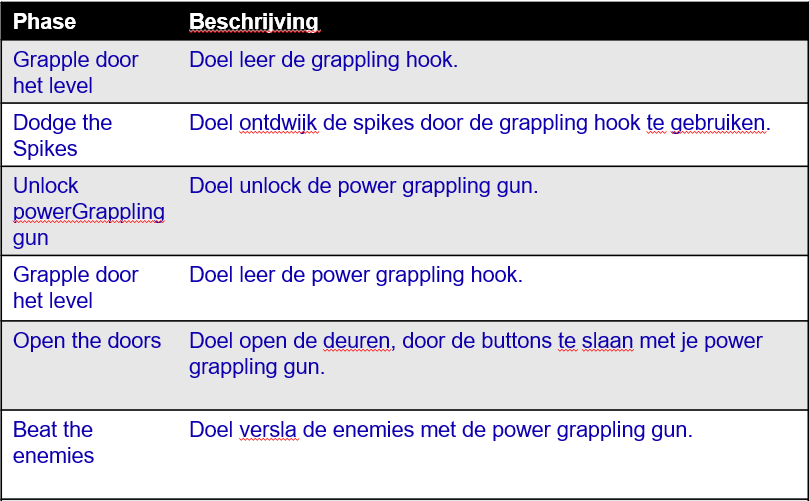 Phase Beschrijving
Grapple door Doel leer de grappling hook.
het level
Dodge the Doel ontdwijk de spikes door de grappling hook te gebruiken.
Spikes
Unlock Doel unlock de power grappling gun.
powerGrappling
gun
Grapple door Doel leer de power grappling hook.
het level
Open the doors Doel open de deuren, door de buttons te slaan met je power
grappling gun.
Beat the Doel versla de enemies met de power grappling gun.
enemies